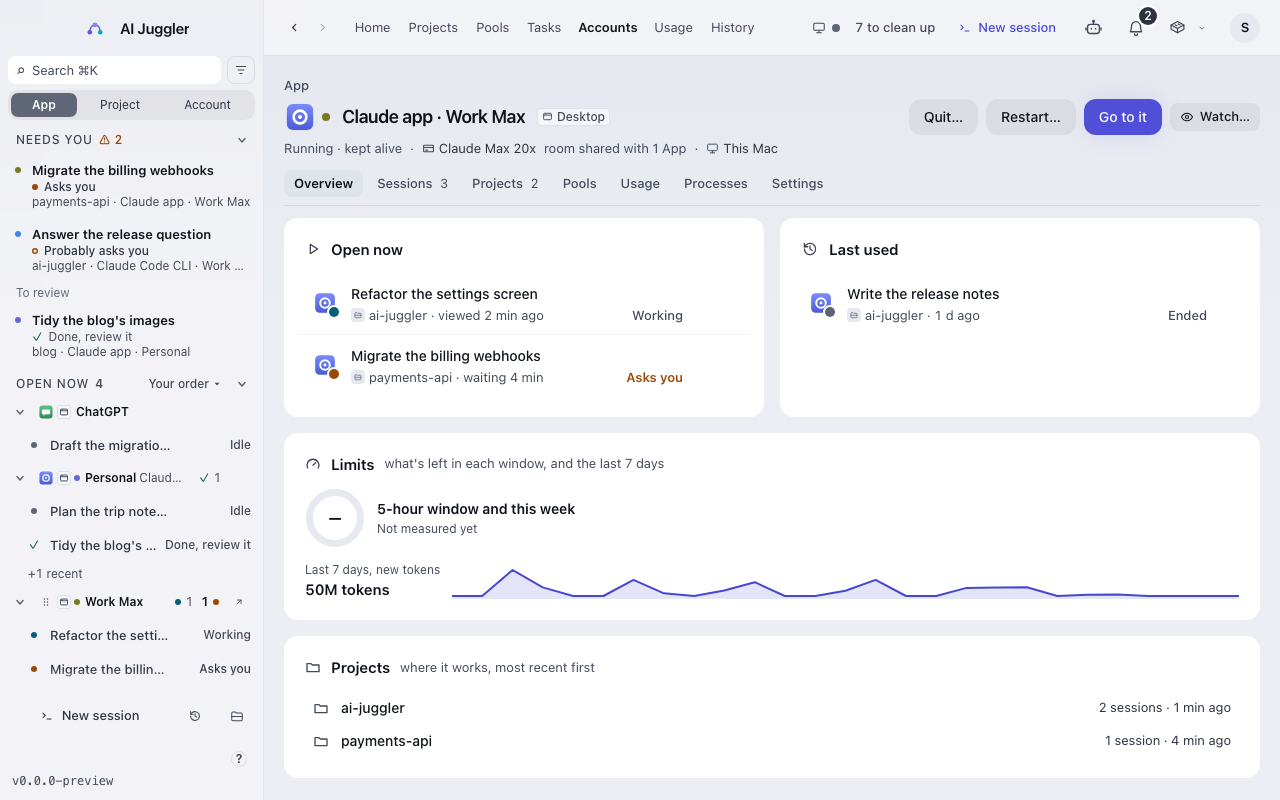 AI Juggler
Search ⌘K
App
Project
Account
NEEDS YOU
2
Migrate the billing webhooks
Asks you
payments-api · Claude app · Work Max
Answer the release question
Probably asks you
ai-juggler · Claude Code CLI · Work ...
To review
Tidy the blog's images
Done, review it
blog · Claude app · Personal
OPEN NOW 4
Your order
ChatGPT
Draft the migratio...
Idle
Personal Claud...
1
Plan the trip note...
Idle
Tidy the blog's ...
Done, review it
+1 recent
Work Max
1
1
Refactor the setti...
Working
Migrate the billin...
Asks you
New session
?
v0.0.0-preview
Home
Projects
Pools
Tasks
Accounts
Usage
History
7 to clean up
New session
2
S
App
Claude app · Work Max
Desktop
Quit...
Restart...
Go to it
Watch...
Running · kept alive · Claude Max 20x room shared with 1 App · This Mac
Overview
Sessions 3
Projects 2
Pools
Usage
Processes
Settings
Open now
Refactor the settings screen
ai-juggler · viewed 2 min ago
Working
Migrate the billing webhooks
payments-api · waiting 4 min
Asks you
Last used
Write the release notes
ai-juggler · 1 d ago
Ended
Limits what's left in each window, and the last 7 days
–
5-hour window and this week
Not measured yet
Last 7 days, new tokens
50M tokens
Projects where it works, most recent first
ai-juggler
2 sessions · 1 min ago
payments-api
1 session · 4 min ago